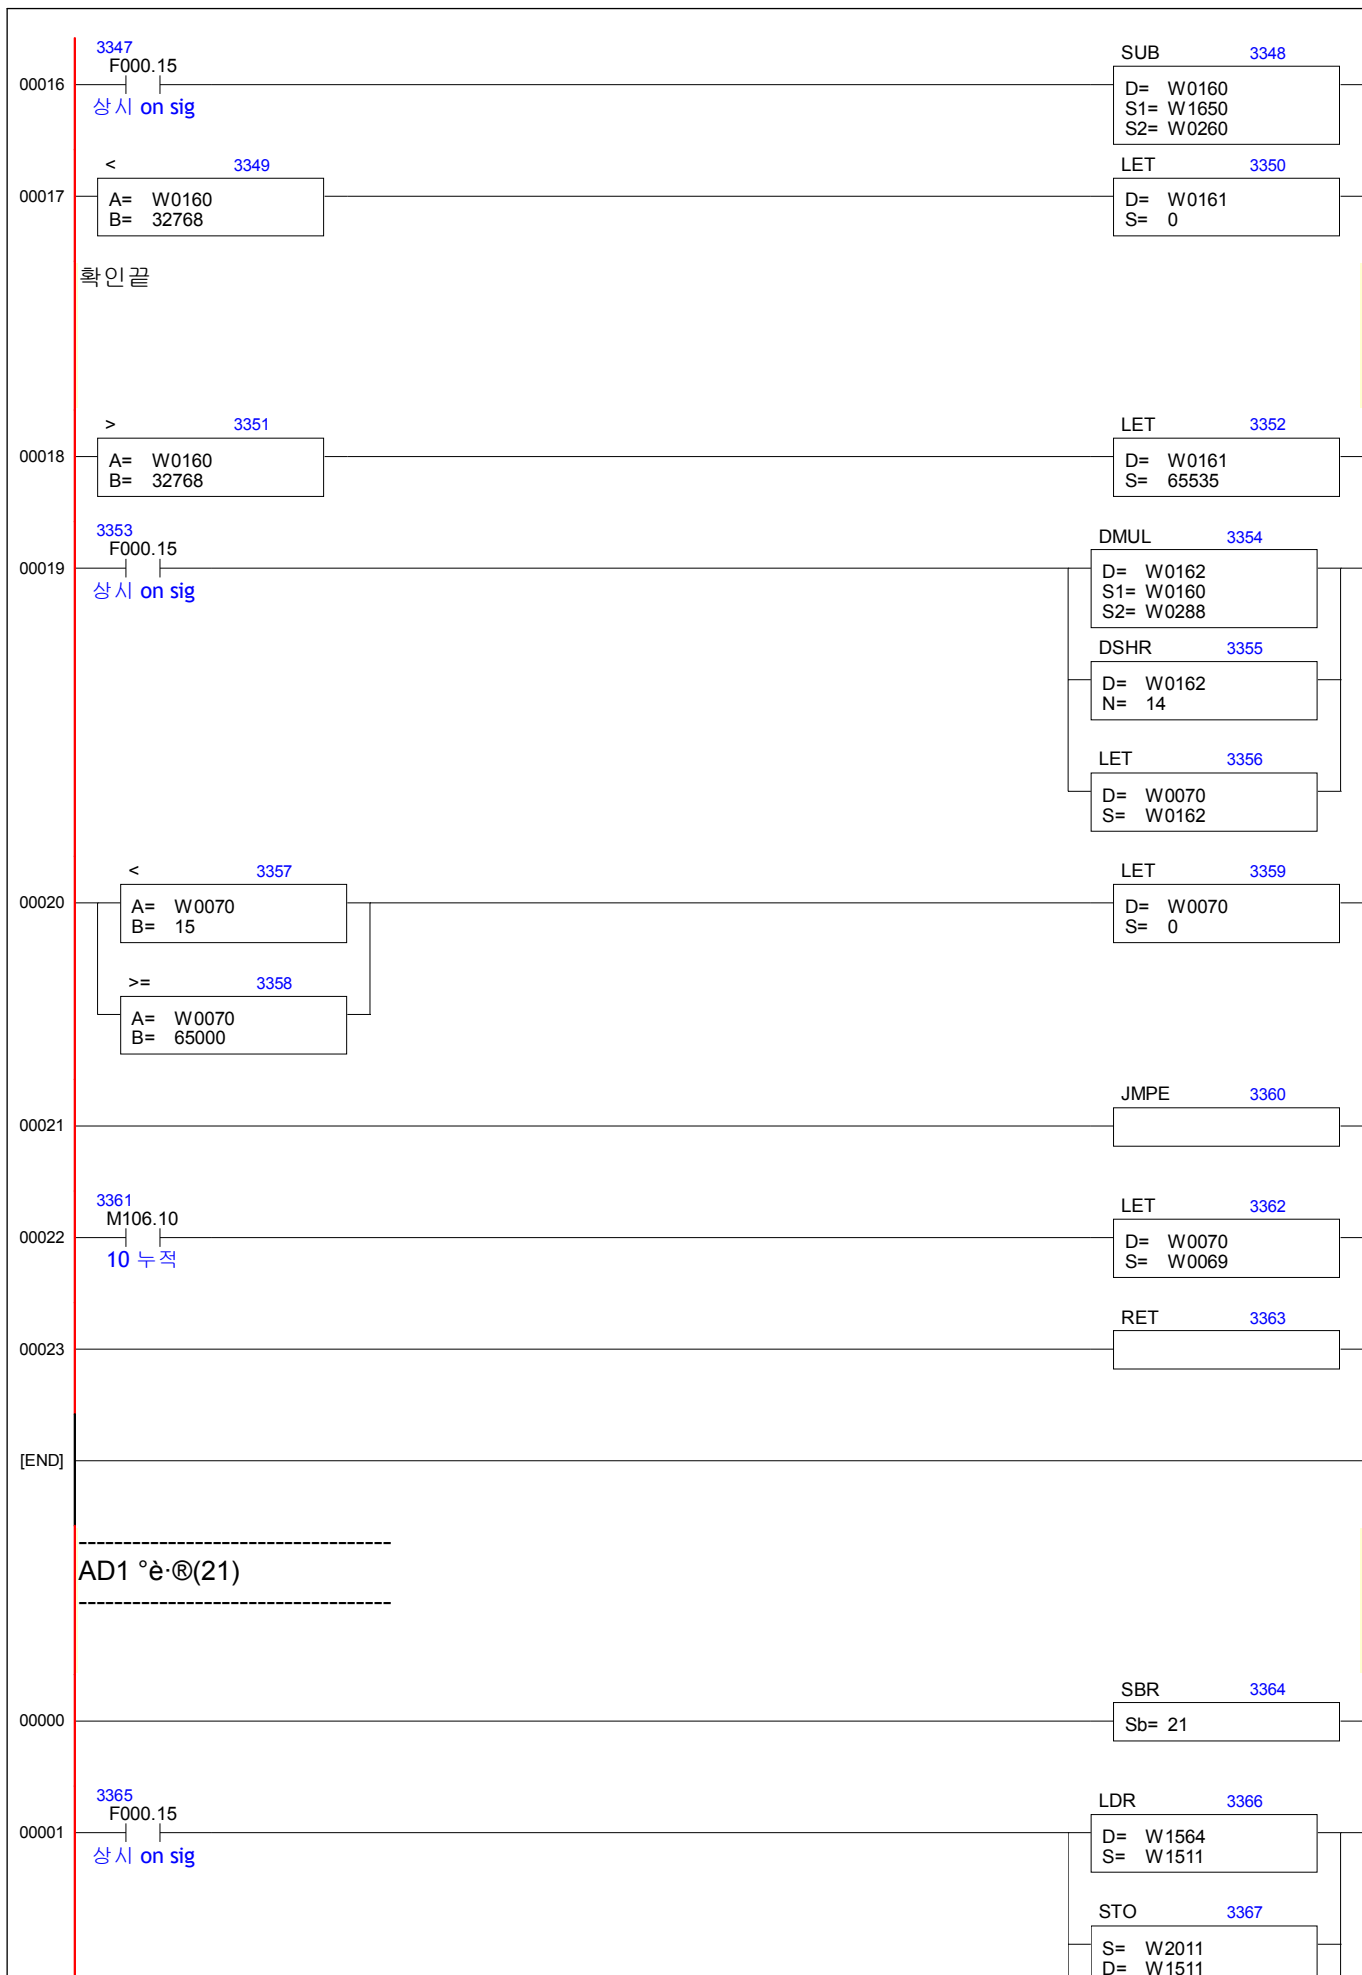 3347
F000.15
00016
상시 on sig
SUB 3348
D= W0160
S1= W1650
S2= W0260
< 3349
00017
A= W0160
B= 32768
LET 3350
D= W0161
S= 0
확인끝
> 3351
00018
A= W0160
B= 32768
LET 3352
D= W0161
S= 65535
3353
F000.15
00019
상시 on sig
DMUL 3354
D= W0162
S1= W0160
S2= W0288
DSHR 3355
D= W0162
N= 14
LET 3356
D= W0070
S= W0162
< 3357
00020
A= W0070
B= 15
LET 3359
D= W0070
S= 0
>= 3358
A= W0070
B= 65000
JMPE 3360
00021
3361
M106.10
00022
10 누적
LET 3362
D= W0070
S= W0069
RET 3363
00023
[END]
----------------------------------
AD1 °è·®(21)
----------------------------------
SBR 3364
00000
Sb= 21
3365
F000.15
00001
상시 on sig
LDR 3366
D= W1564
S= W1511
STO 3367
S= W2011
D= W1511